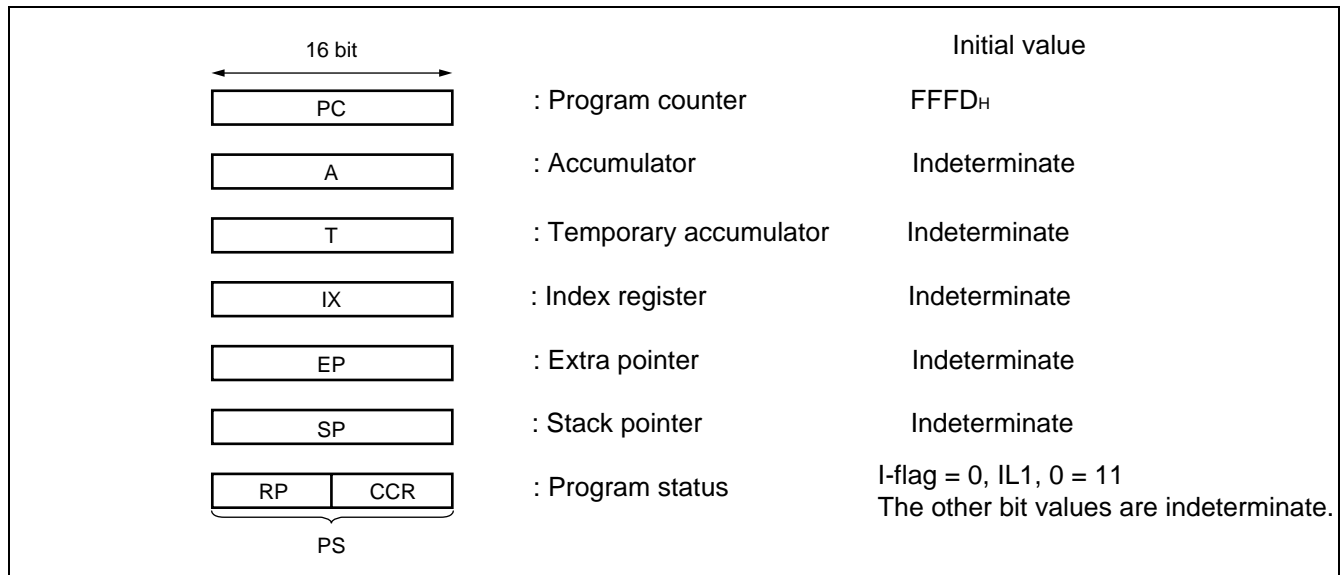 16 bit Initial value
PC : Program counter FFFDH
A : Accumulator Indeterminate
T : Temporary accumulator Indeterminate
IX : Index register Indeterminate
EP : Extra pointer Indeterminate
SP : Stack pointer Indeterminate
RP CCR : Program status I-flag = 0, IL1, 0 = 11
The other bit values are indeterminate.
PS